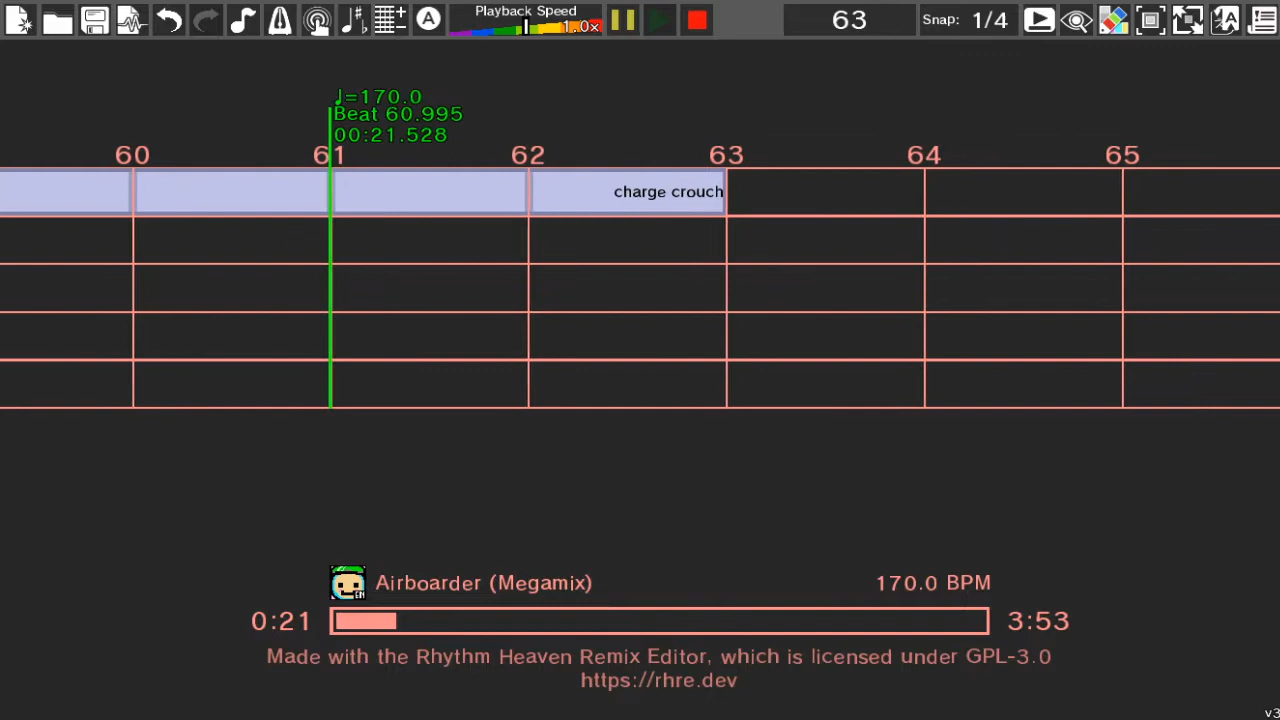 Playback Speed
1.0x
63
Snap: 1/4
♩=170.0
Beat 60.995
00:21.528
60 61 62 63 64 65
charge crouch
Airboarder (Megamix) 170.0 BPM
0:21 3:53
Made with the Rhythm Heaven Remix Editor, which is licensed under GPL-3.0
https://rhre.dev
v3